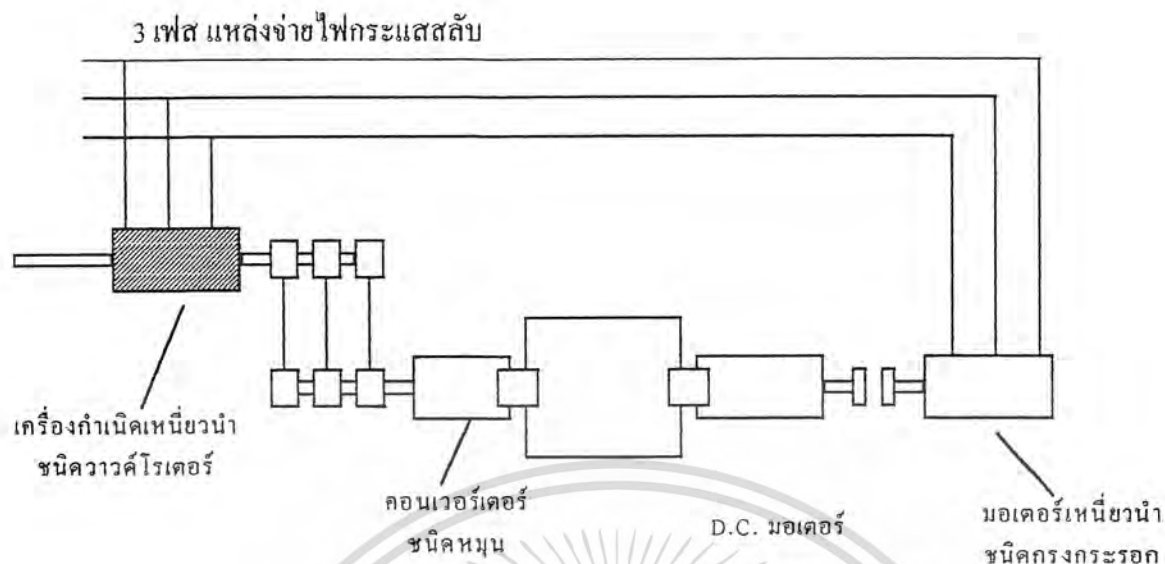 3 เฟส แหล่งจ่ายไฟกระแสสลับ
เครื่องกำเนิดเหนี่ยวนำ
ชนิดวาวค์โรเตอร์
คอนเวอร์เตอร์
ชนิดหมุน
D.C. มอเตอร์
มอเตอร์เหนี่ยวนำ
ชนิดกรงกระรอก